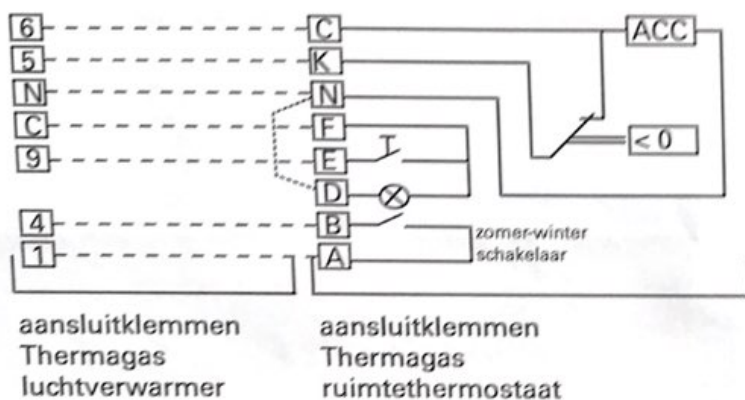 6 C ACC
5 K
N N
C F
9 E < 0
D
4 B zomer-winter
1 A schakelaar
aansluitklemmen aansluitklemmen
Thermagas Thermagas
luchtverwarmer ruimtethermostaat